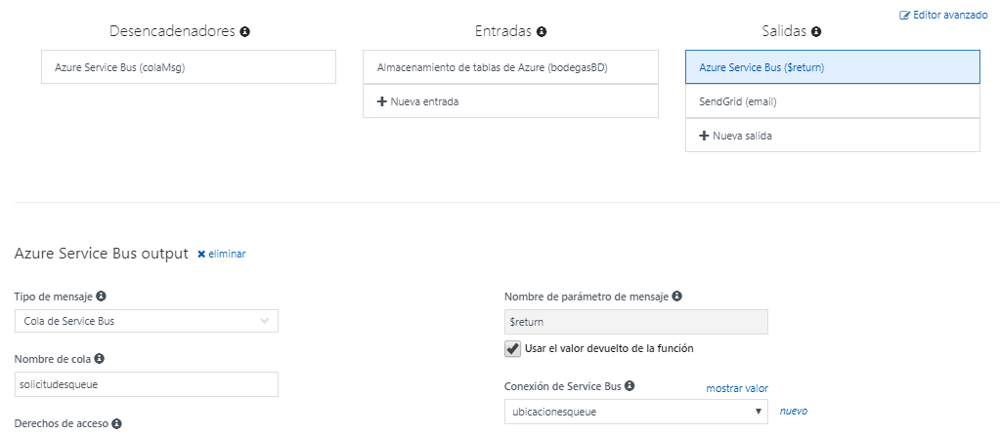 Editor avanzado
Desencadenadores
Entradas
Salidas
Azure Service Bus (colaMsg)
Almacenamiento de tablas de Azure (bodegasBD)
Azure Service Bus ($return)
Nueva entrada
SendGrid (email)
Nueva salida
Azure Service Bus output eliminar
Tipo de mensaje
Cola de Service Bus
Nombre de parámetro de mensaje
$return
Usar el valor devuelto de la función
Nombre de cola
solicitudesqueue
Conexión de Service Bus mostrar valor
ubicacionesqueue nuevo
Derechos de acceso